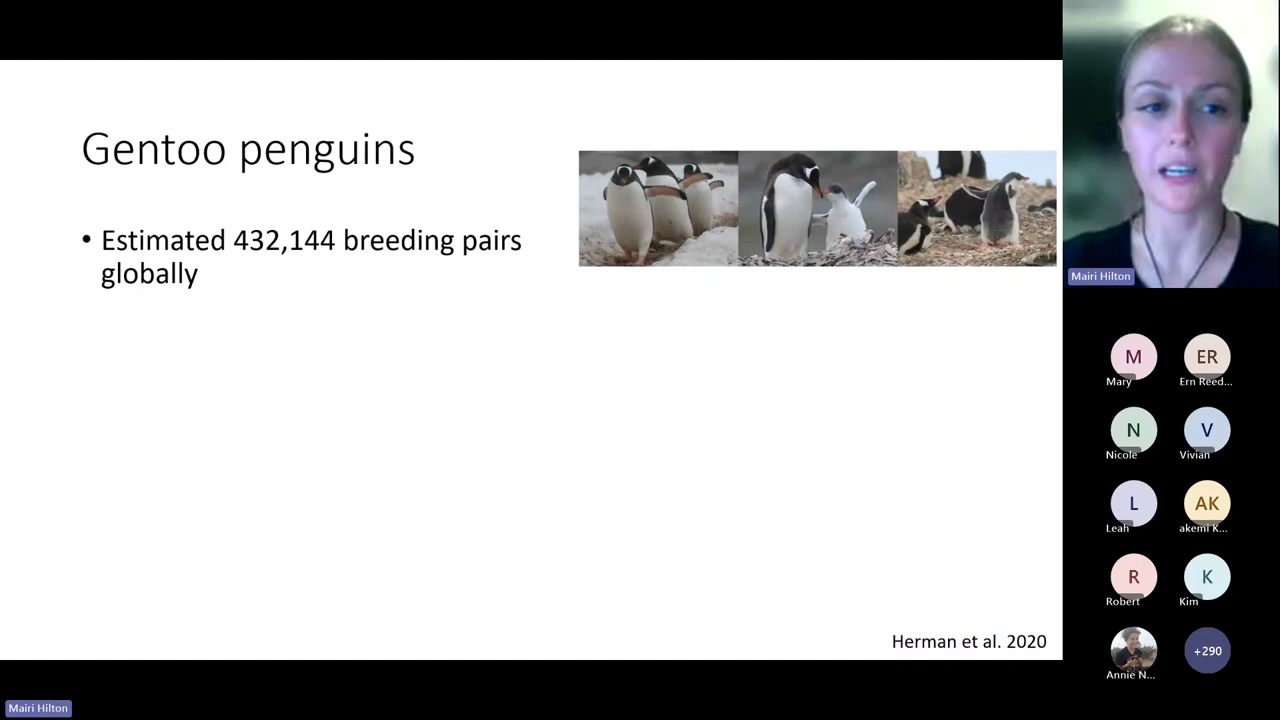 Gentoo penguins
• Estimated 432,144 breeding pairs
globally
Herman et al. 2020
Mairi Hilton
M
Mary
ER
Ern Reed...
N
Nicole
V
Vivian
L
Leah
AK
akemi K...
R
Robert
K
Kim
Annie N...
+290
Mairi Hilton